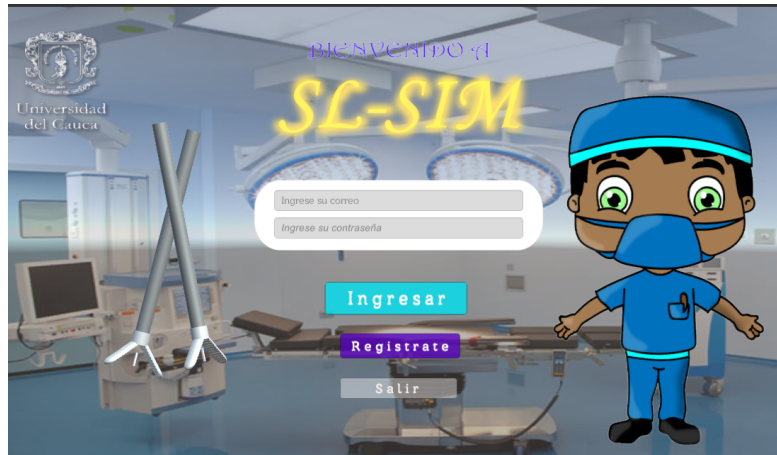 BIENVENIDO A
SL-SIM
Universidad
del Cauca
Ingrese su correo
Ingrese su contraseña
Ingresar
Registrate
Salir